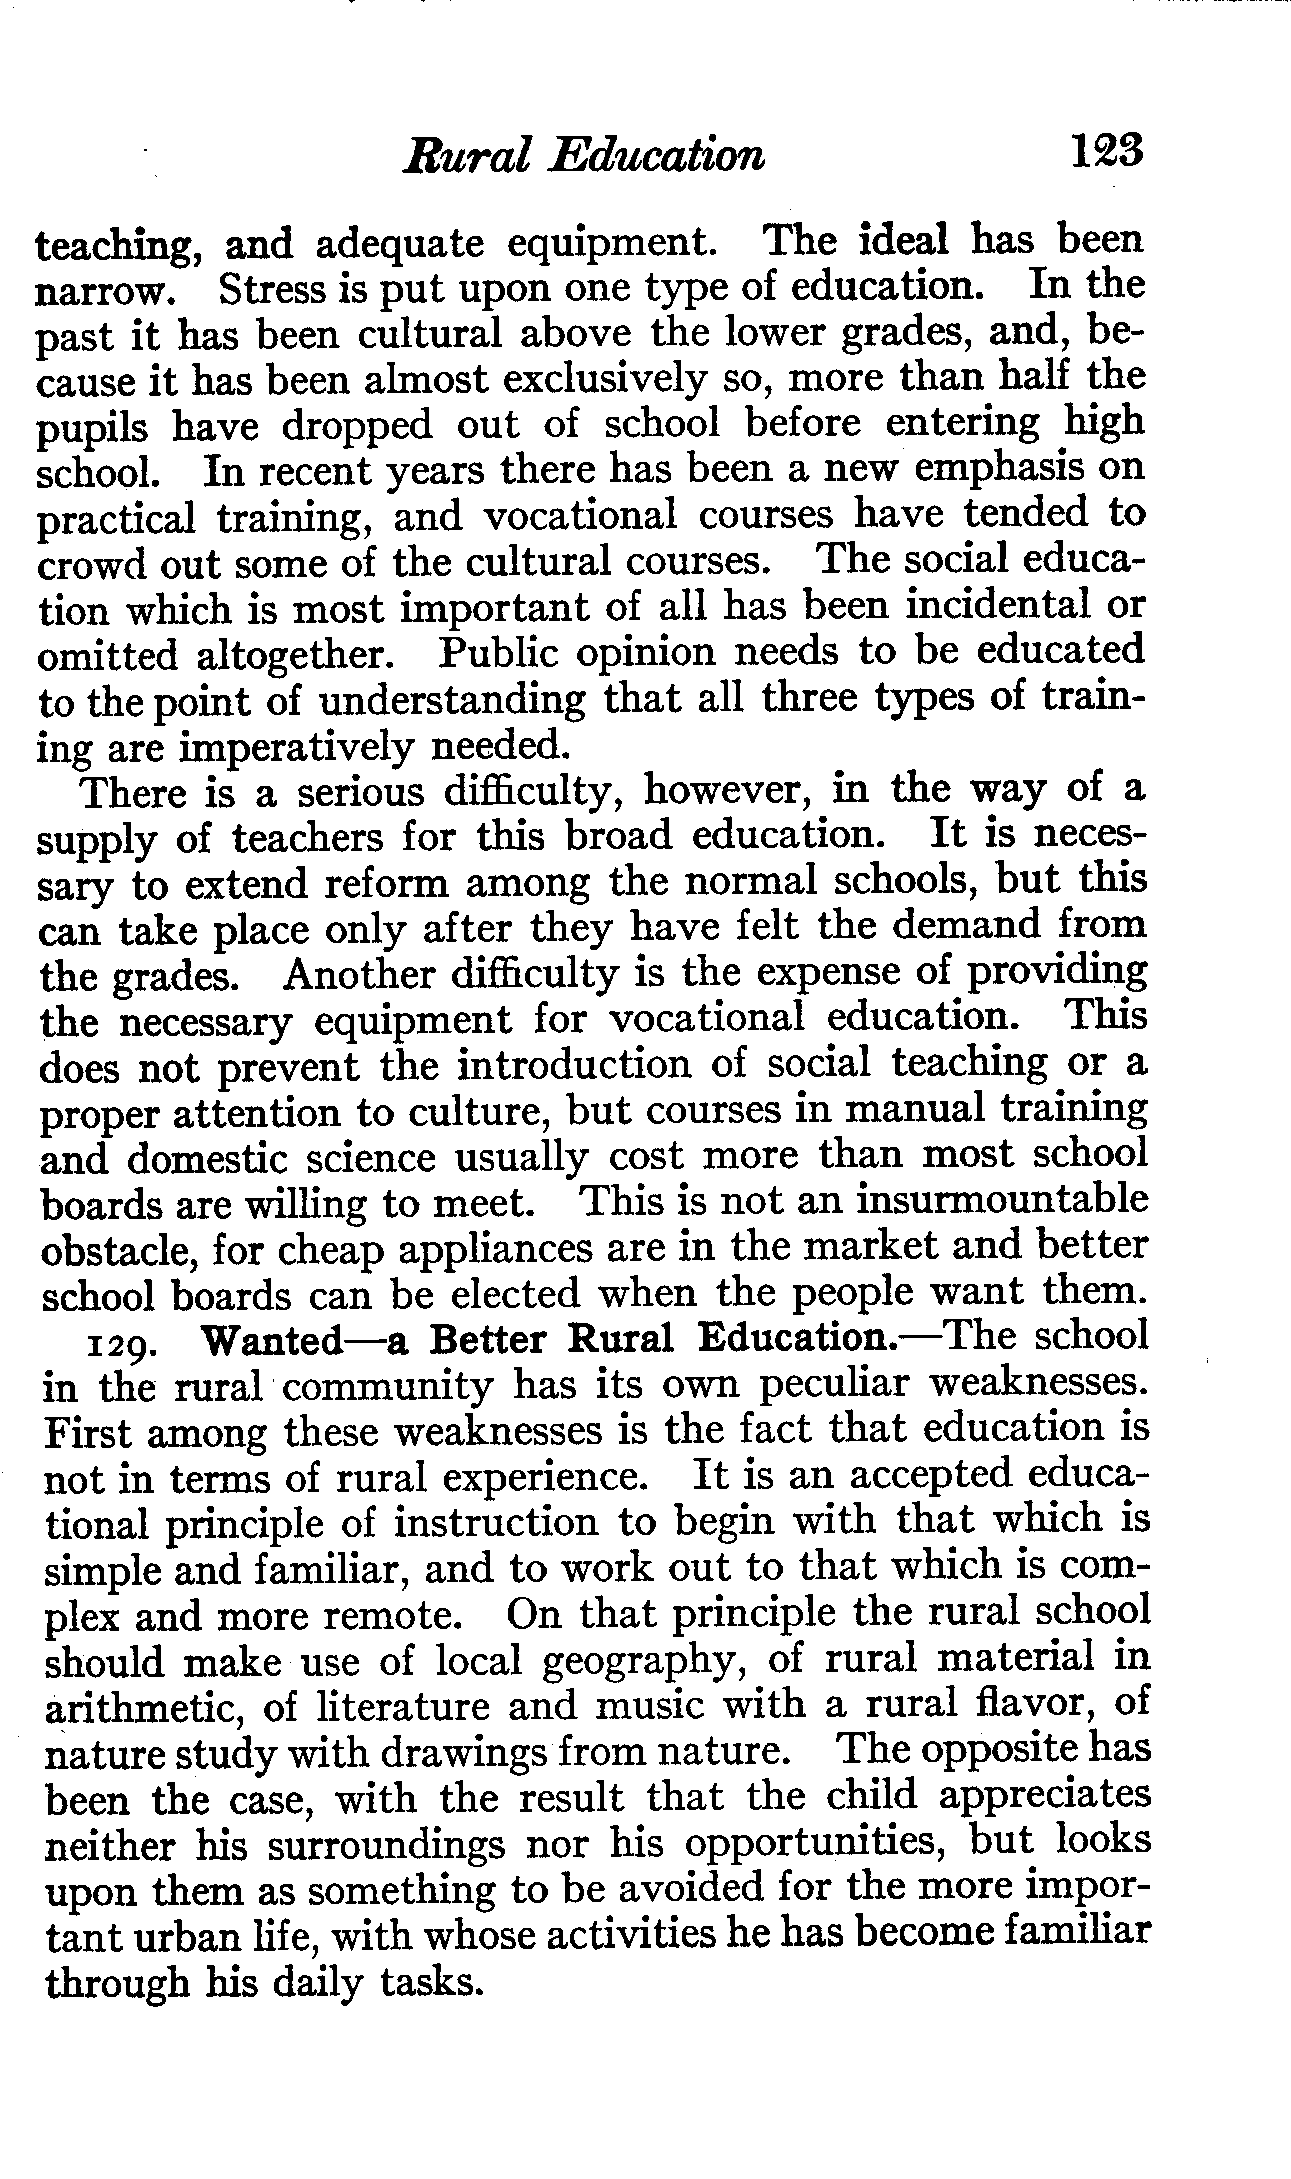 Rural Education 123
teaching, and adequate equipment. The ideal has been
narrow. Stress is put upon one type of education. In the
past it has been cultural above the lower grades, and, be-
cause it has been almost exclusively so, more than half the
pupils have dropped out of school before entering high
school. In recent years there has been a new emphasis on
practical training, and vocational courses have tended to
crowd out some of the cultural courses. The social educa-
tion which is most important of all has been incidental or
omitted altogether. Public opinion needs to be educated
to the point of understanding that all three types of train-
ing are imperatively needed.
There is a serious difficulty, however, in the way of a
supply of teachers for this broad education. It is neces-
sary to extend reform among the normal schools, but this
can take place only after they have felt the demand from
the grades. Another difficulty is the expense of providing
the necessary equipment for vocational education. This
does not prevent the introduction of social teaching or a
proper attention to culture, but courses in manual training
and domestic science usually cost more than most school
boards are willing to meet. This is not an insurmountable
obstacle, for cheap appliances are in the market and better
school boards can be elected when the people want them.
129. Wanted—a Better Rural Education.—The school
in the rural community has its own peculiar weaknesses.
First among these weaknesses is the fact that education is
not in terms of rural experience. It is an accepted educa-
tional principle of instruction to begin with that which is
simple and familiar, and to work out to that which is com-
plex and more remote. On that principle the rural school
should make use of local geography, of rural material in
arithmetic, of literature and music with a rural flavor, of
nature study with drawings from nature. The opposite has
been the case, with the result that the child appreciates
neither his surroundings nor his opportunities, but looks
upon them as something to be avoided for the more impor-
tant urban life, with whose activities he has become familiar
through his daily tasks.